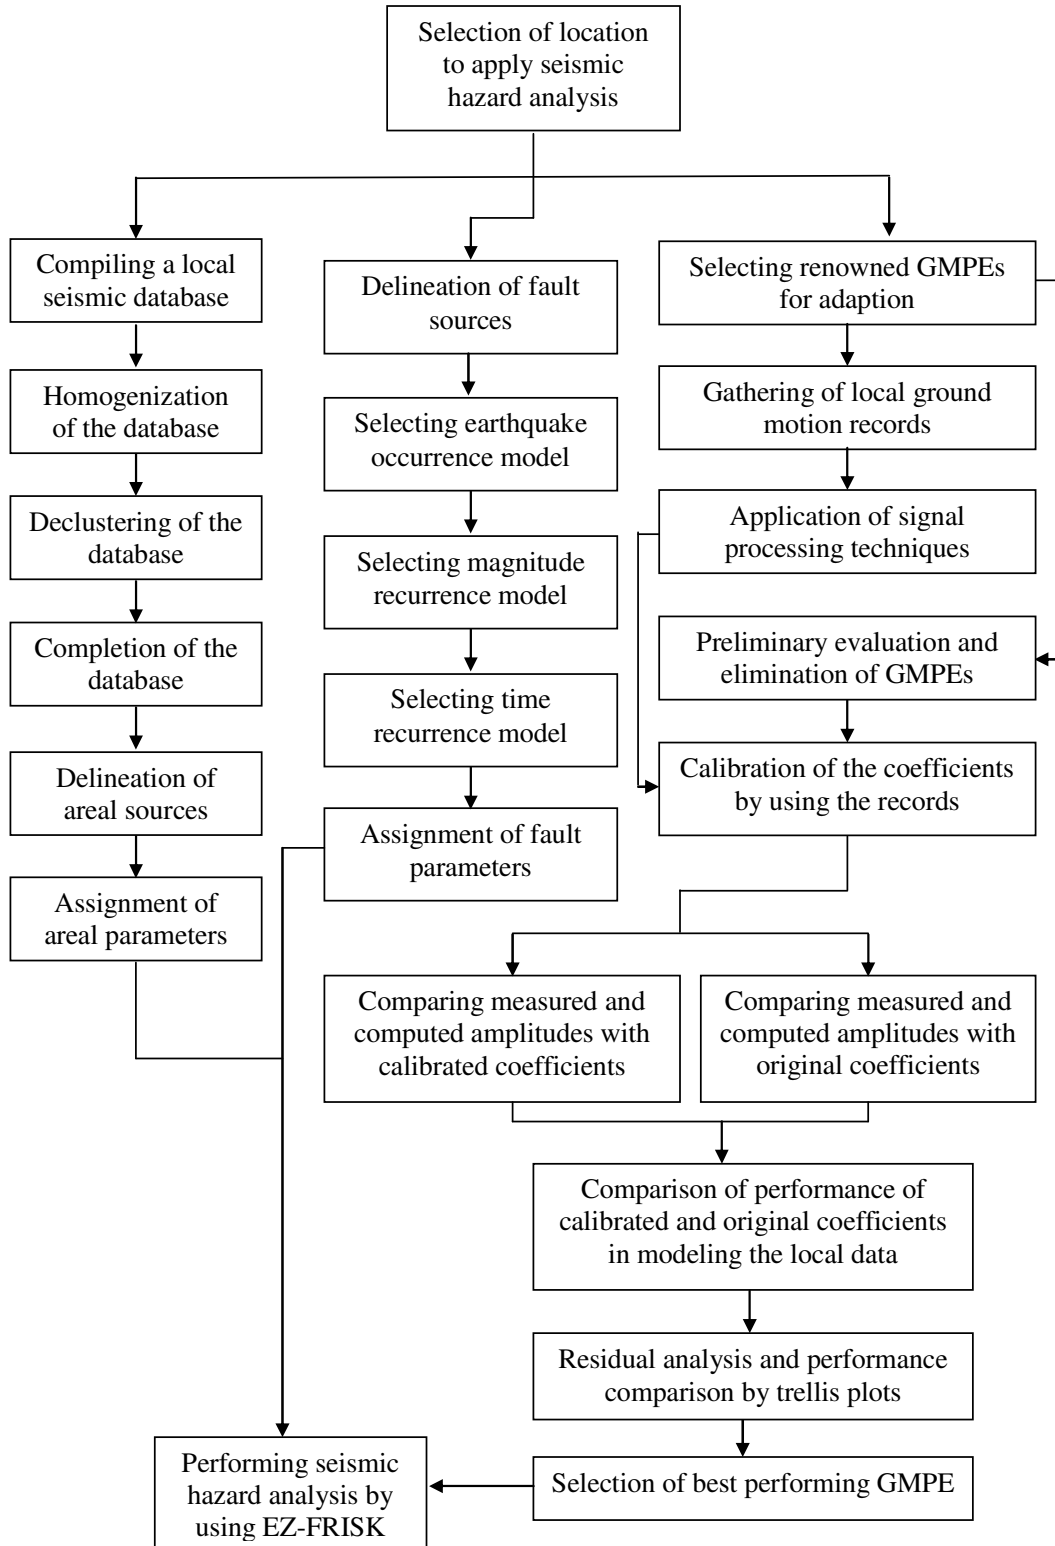 Selection of location
to apply seismic
hazard analysis
Compiling a local
seismic database
Homogenization
of the database
Declustering of the
database
Completion of the
database
Delineation of
areal sources
Assignment of
areal parameters
Delineation of fault
sources
Selecting earthquake
occurrence model
Selecting magnitude
recurrence model
Selecting time
recurrence model
Assignment of fault
parameters
Selecting renowned GMPEs
for adaption
Gathering of local ground
motion records
Application of signal
processing techniques
Preliminary evaluation and
elimination of GMPEs
Calibration of the coefficients
by using the records
Comparing measured and
computed amplitudes with
calibrated coefficients
Comparing measured and
computed amplitudes with
original coefficients
Comparison of performance of
calibrated and original coefficients
in modeling the local data
Residual analysis and performance
comparison by trellis plots
Selection of best performing GMPE
Performing seismic
hazard analysis by
using EZ-FRISK